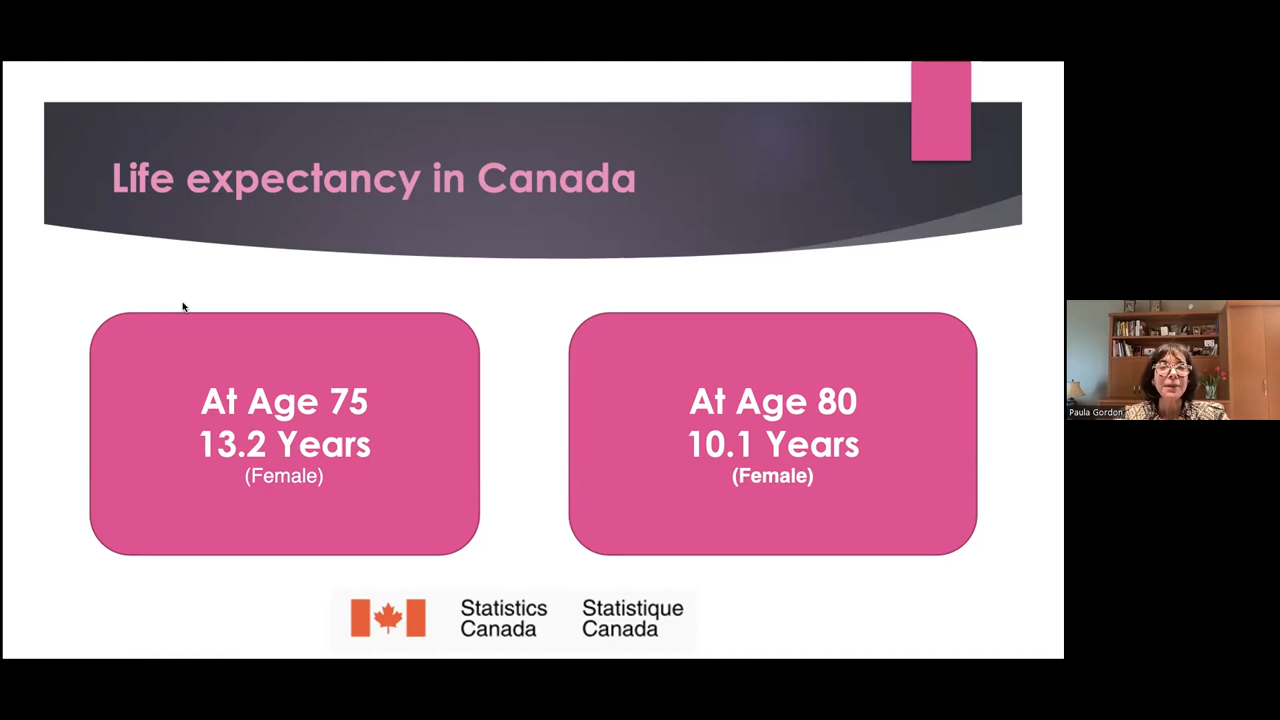 Life expectancy in Canada
At Age 75
13.2 Years
(Female)
At Age 80
10.1 Years
(Female)
Statistics
Canada
Statistique
Canada
Paula Gordon